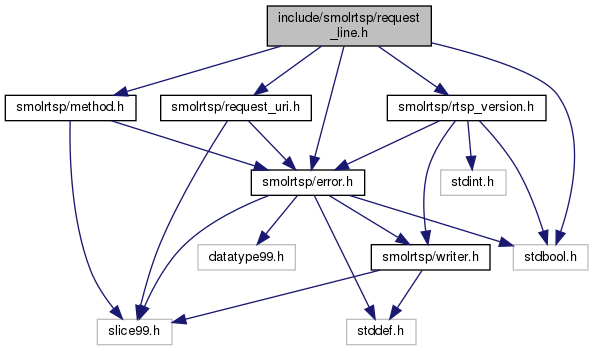 include/smolrtsp/request
_line.h
smolrtsp/method.h
smolrtsp/request_uri.h
smolrtsp/rtsp_version.h
smolrtsp/error.h
stdint.h
datatype99.h
smolrtsp/writer.h
stdbool.h
slice99.h
stddef.h